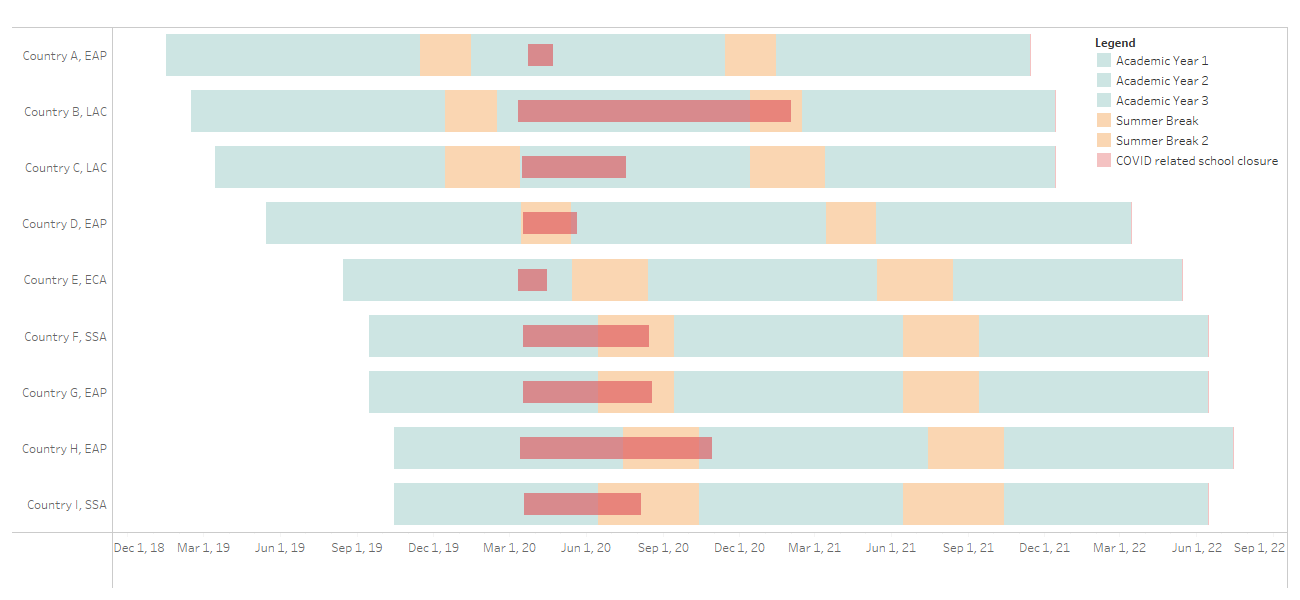 Legend
Academic Year 1
Academic Year 2
Academic Year 3
Summer Break
Summer Break 2
COVID related school closure
Country A, EAP
Country B, LAC
Country C, LAC
Country D, EAP
Country E, ECA
Country F, SSA
Country G, EAP
Country H, EAP
Country I, SSA
Dec 1, 18 Mar 1, 19 Jun 1, 19 Sep 1, 19 Dec 1, 19 Mar 1, 20 Jun 1, 20 Sep 1, 20 Dec 1, 20 Mar 1, 21 Jun 1, 21 Sep 1, 21 Dec 1, 21 Mar 1, 22 Jun 1, 22 Sep 1, 22